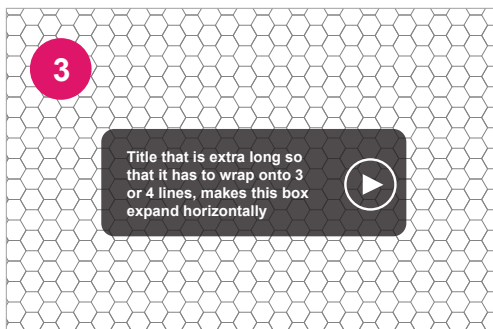 3
Title that is extra long so
that it has to wrap onto 3
or 4 lines, makes this box
expand horizontally